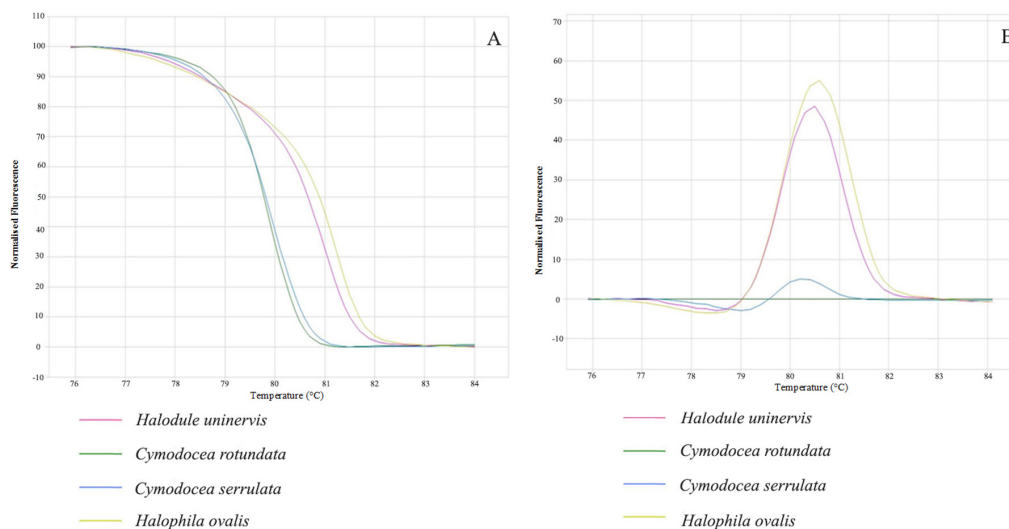 A
110
100
90
80
70
60
50
40
30
20
10
0
-10
Normalised Fluorescence
76 77 78 79 80 81 82 83 84
Temperature (°C)
Halodule uninervis
Cymodocea rotundata
Cymodocea serrulata
Halophila ovalis
B
70
60
50
40
30
20
10
0
-10
Normalised Fluorescence
76 77 78 79 80 81 82 83 84
Temperature (°C)
Halodule uninervis
Cymodocea rotundata
Cymodocea serrulata
Halophila ovalis